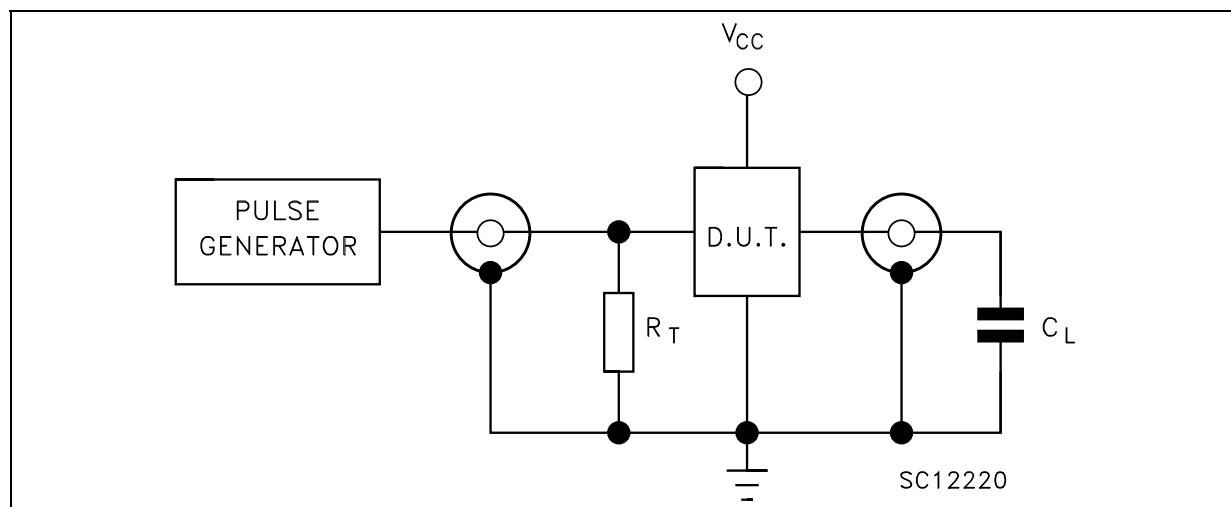 VCC
PULSE
GENERATOR
D.U.T.
RT
CL
SC12220